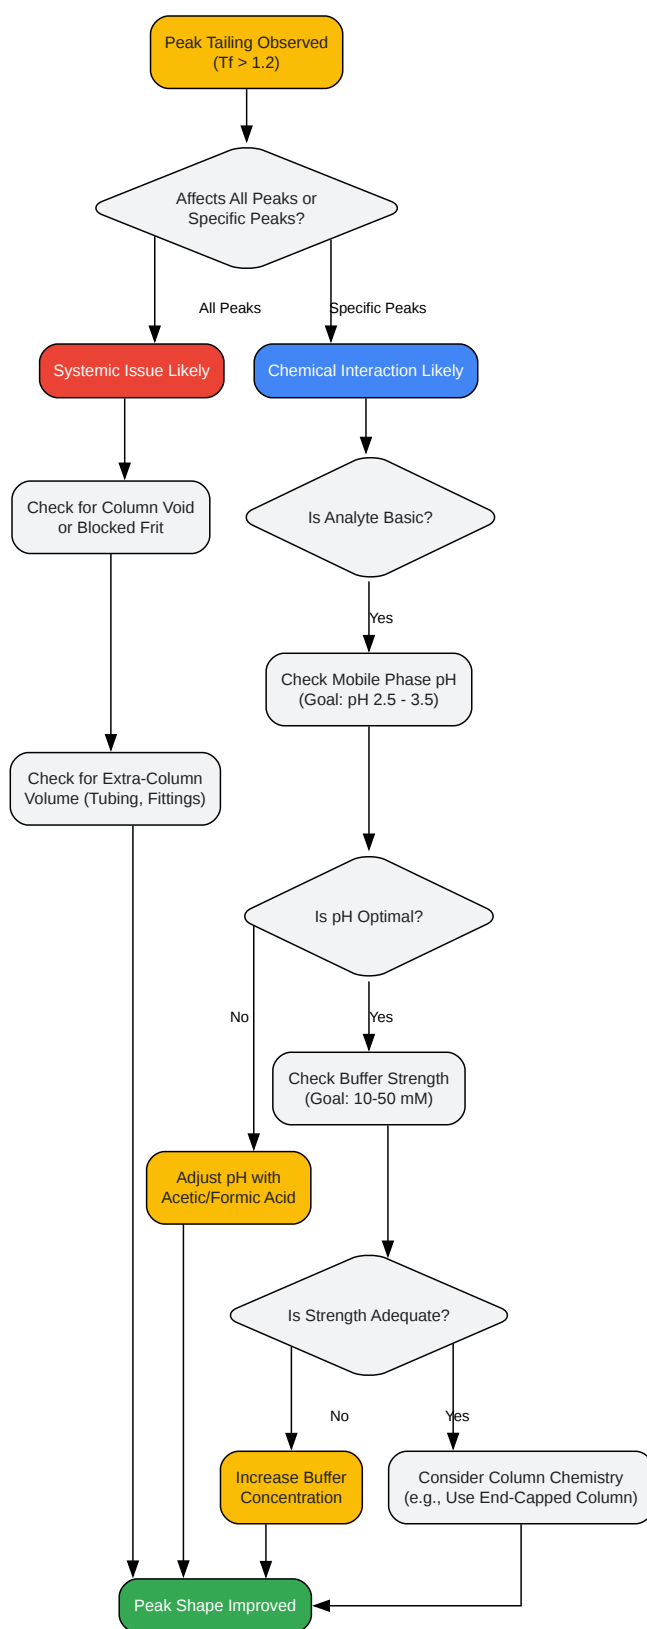 Peak Tailing Observed
(Tf > 1.2)
Affects All Peaks or
Specific Peaks?
All Peaks
Specific Peaks
Systemic Issue Likely
Chemical Interaction Likely
Check for Column Void
or Blocked Frit
Is Analyte Basic?
Yes
Check Mobile Phase pH
(Goal: pH 2.5 - 3.5)
Check for Extra-Column
Volume (Tubing, Fittings)
Is pH Optimal?
No
Yes
Check Buffer Strength
(Goal: 10-50 mM)
Adjust pH with
Acetic/Formic Acid
Is Strength Adequate?
No
Yes
Increase Buffer
Concentration
Consider Column Chemistry
(e.g., Use End-Capped Column)
Peak Shape Improved